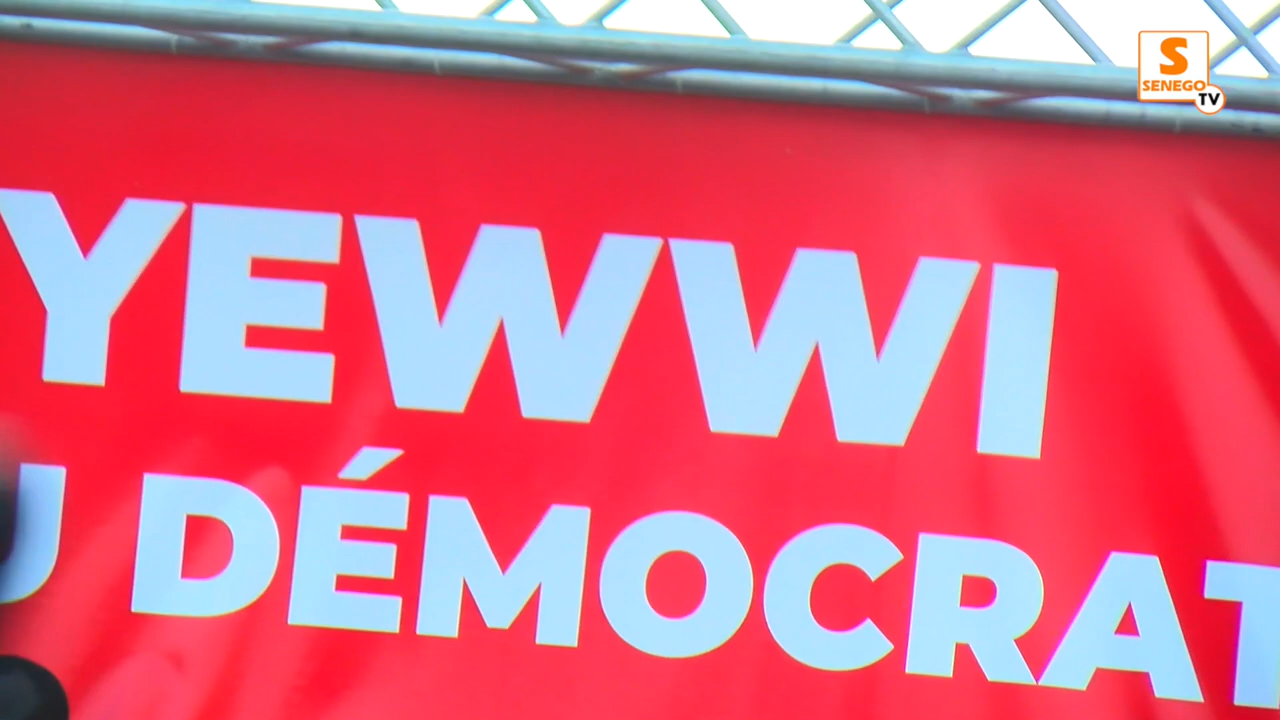 S
SENEGO
TV
YEWWI
U DÉMOCRAT